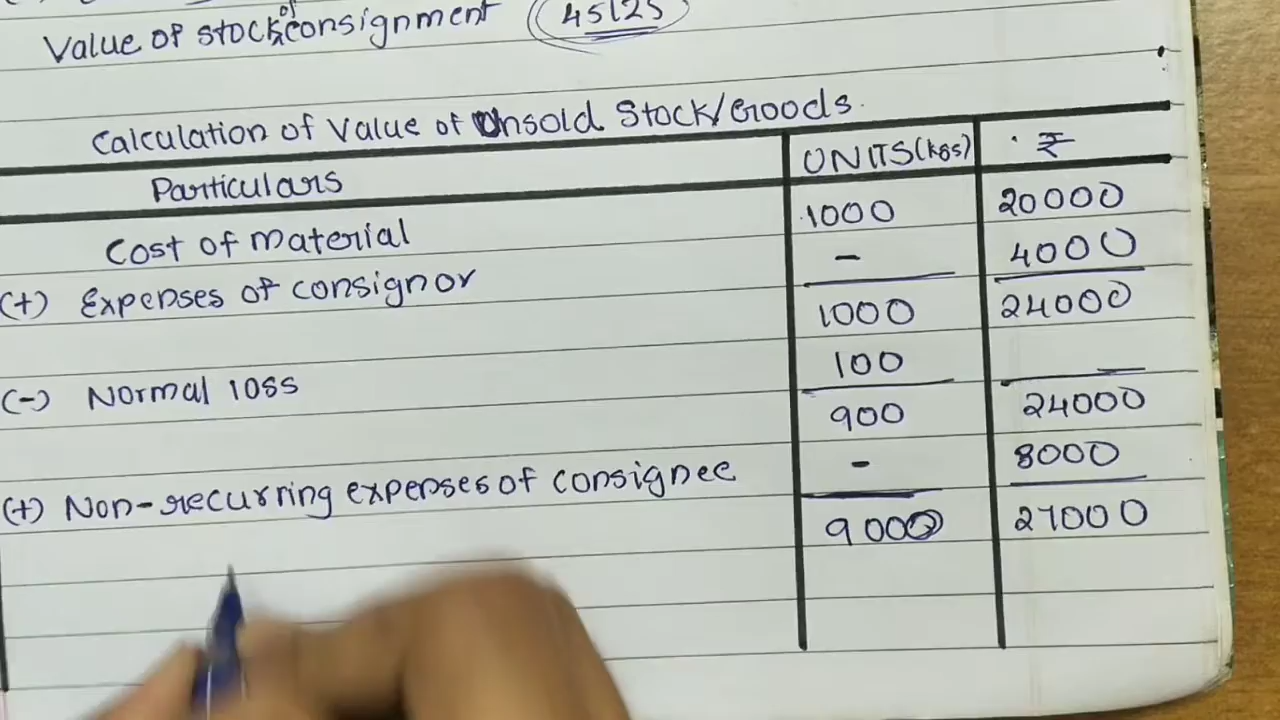 Value of stock of consignment 45125
Calculation of Value of Unsold Stock/Goods.
Particulars UNITS(kgs) ₹
Cost of material 1000 20000
(+) Expenses of consignor - 4000
1000 24000
(-) Normal loss 100 —
900 24000
(+) Non-recurring expenses of consignee - 3000
900 27000